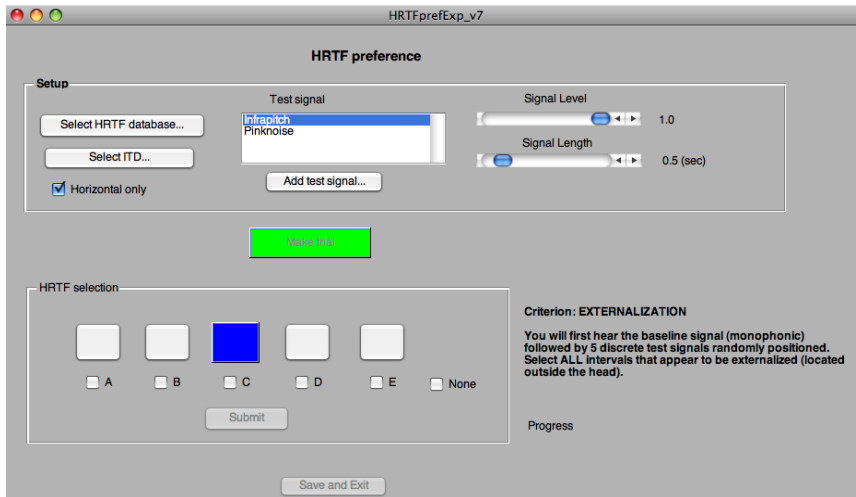 HRTFprefExp_v7
HRTF preference
Setup
Test signal
Signal Level
Select HRTF database...
Infrapitch
Pinknoise
1.0
Signal Length
Select ITD...
0.5 (sec)
Horizontal only
Add test signal...
Make trial
HRTF selection
Criterion: EXTERNALIZATION
You will first hear the baseline signal (monophonic)
followed by 5 discrete test signals randomly positioned.
Select ALL intervals that appear to be externalized (located
outside the head).
A B C D E None
Submit
Progress
Save and Exit